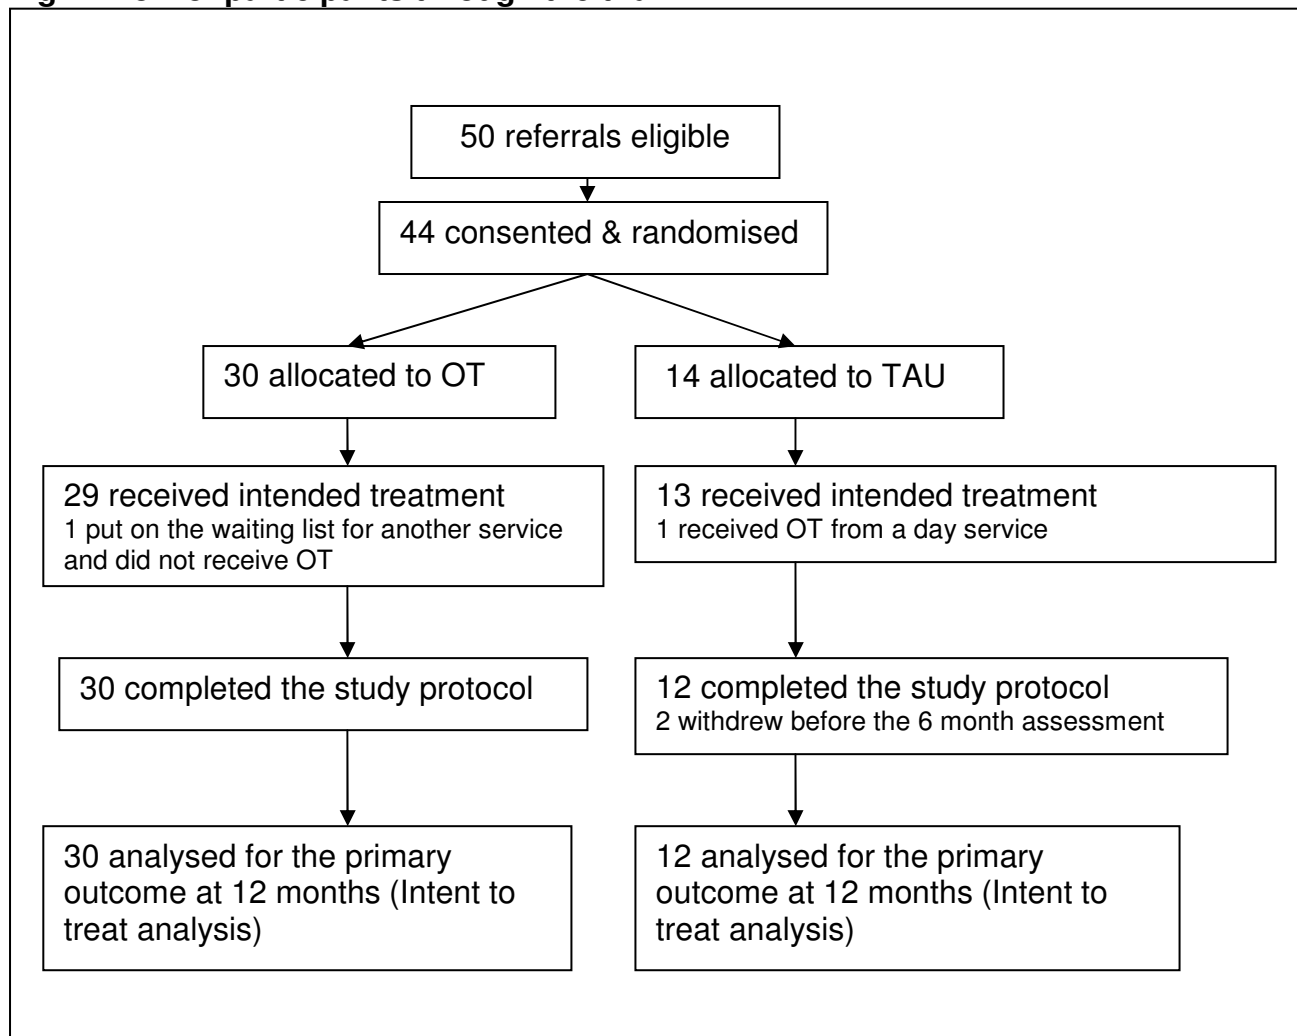 50 referrals eligible
44 consented & randomised
30 allocated to OT
14 allocated to TAU
29 received intended treatment
1 put on the waiting list for another service
and did not receive OT
13 received intended treatment
1 received OT from a day service
30 completed the study protocol
12 completed the study protocol
2 withdrew before the 6 month assessment
30 analysed for the primary
outcome at 12 months (Intent to
treat analysis)
12 analysed for the primary
outcome at 12 months (Intent to
treat analysis)